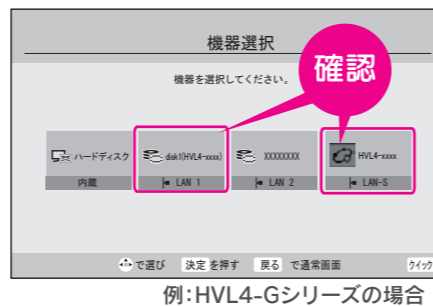 機器選択
機器を選択してください。
確認
ハードディスク disk1(HVL4-xxxx) XXXXXXXX HVL4-xxxx
内蔵 LAN 1 LAN 2 LAN-S
で選び 決定 を押す 戻る で通常画面 クイック
例:HVL4-Gシリーズの場合